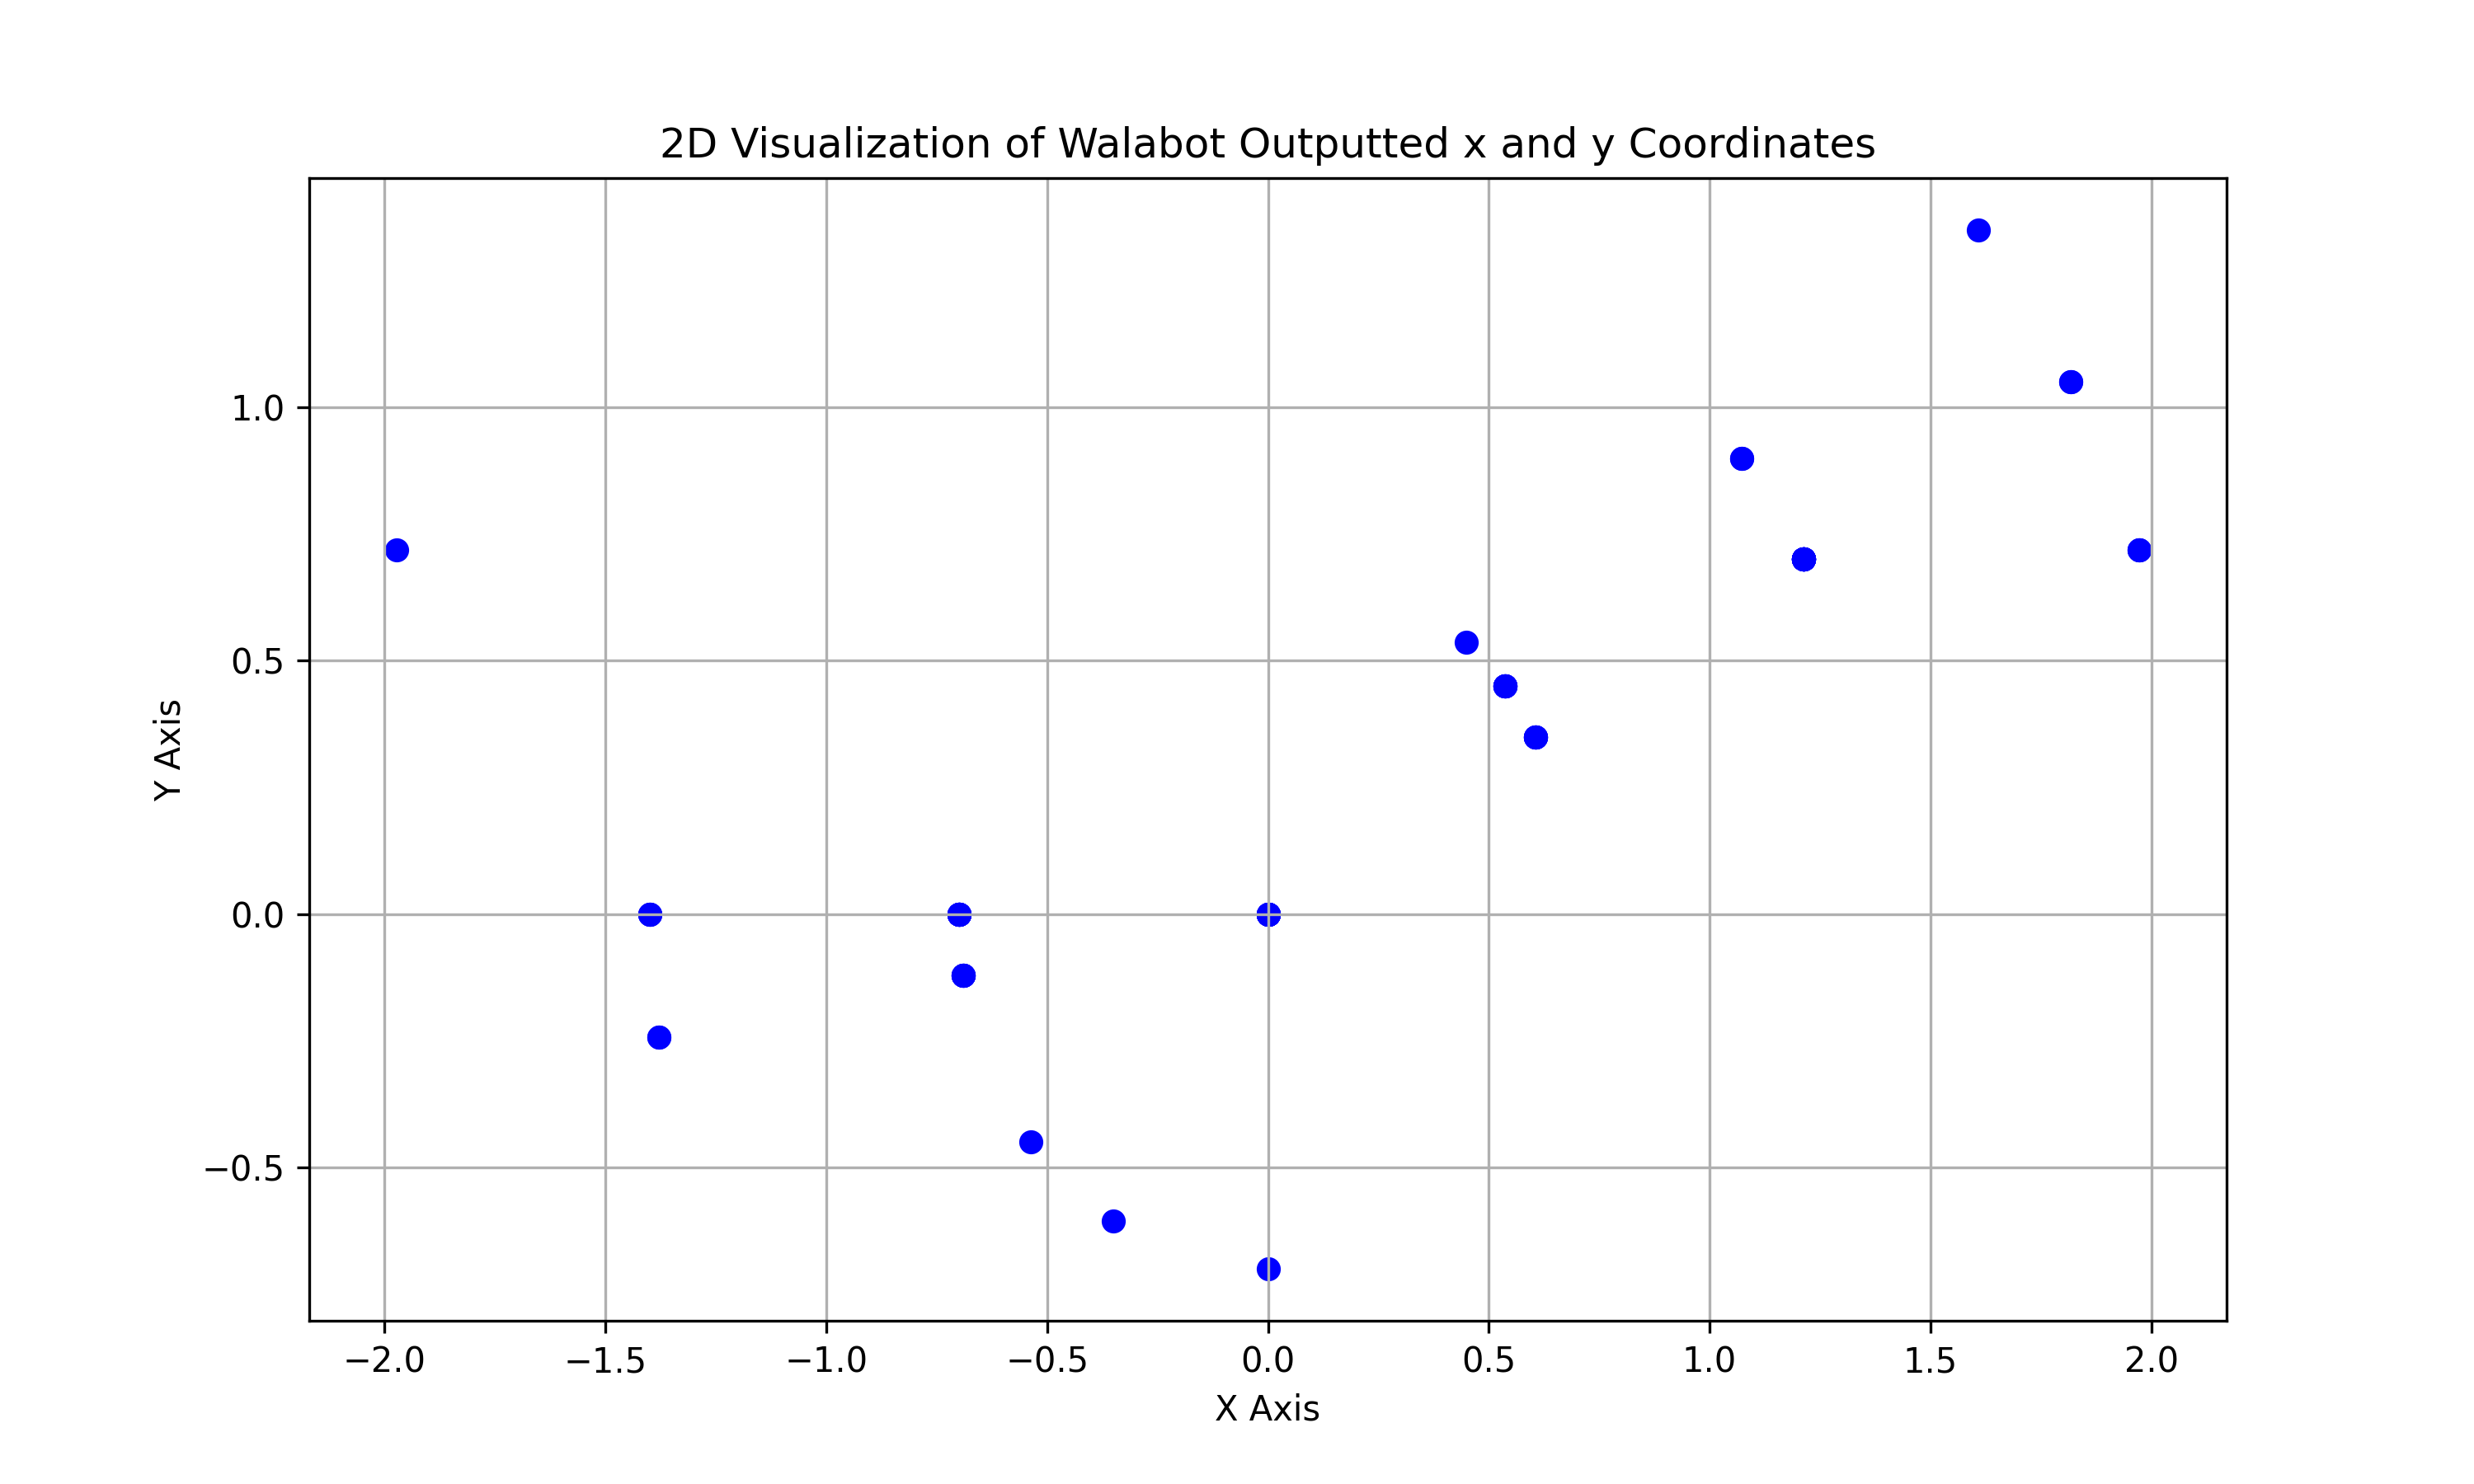 2D Visualization of Walabot Outputted x and y Coordinates
1.0
0.5
0.0
−0.5
Y Axis
−2.0 −1.5 −1.0 −0.5 0.0 0.5 1.0 1.5 2.0
X Axis